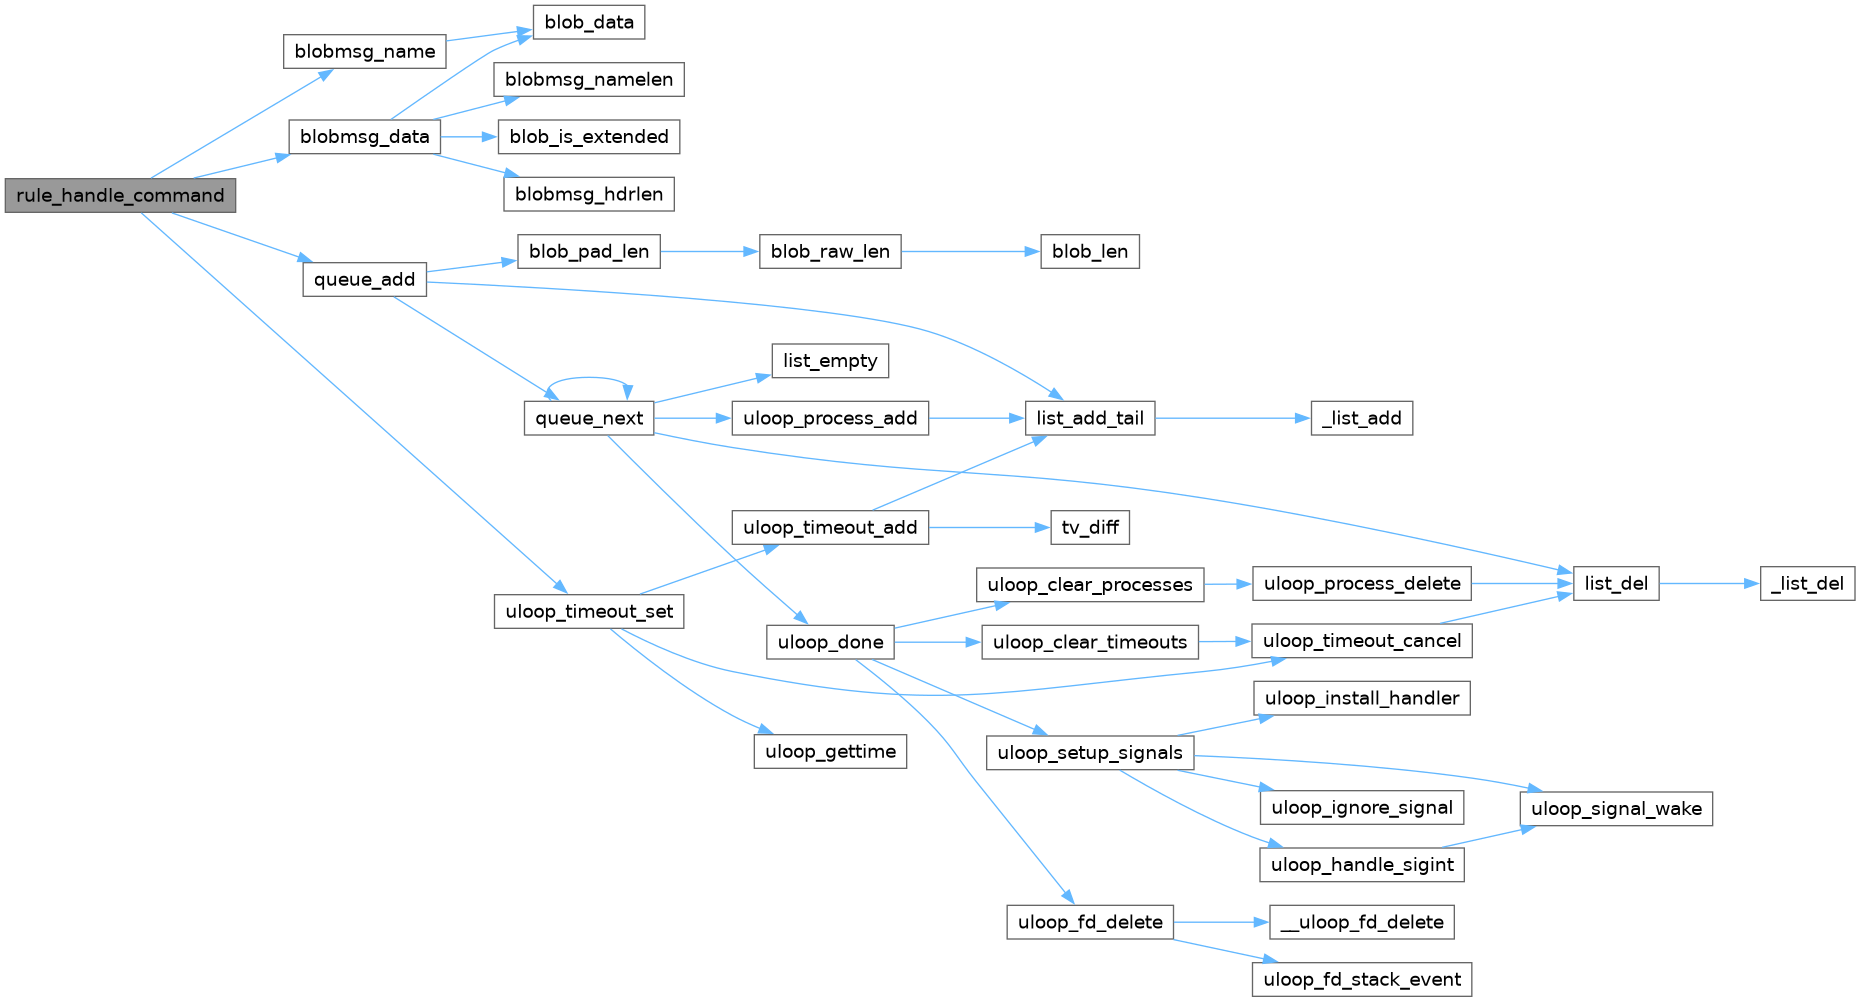 rule_handle_command
blobmsg_name
blob_data
blobmsg_namelen
blobmsg_data
blob_is_extended
blobmsg_hdrlen
queue_add
blob_pad_len
blob_raw_len
blob_len
list_empty
queue_next
uloop_process_add
list_add_tail
_list_add
uloop_timeout_add
tv_diff
uloop_timeout_set
uloop_clear_processes
uloop_process_delete
list_del
_list_del
uloop_done
uloop_clear_timeouts
uloop_timeout_cancel
uloop_install_handler
uloop_gettime
uloop_setup_signals
uloop_ignore_signal
uloop_signal_wake
uloop_handle_sigint
uloop_fd_delete
__uloop_fd_delete
uloop_fd_stack_event